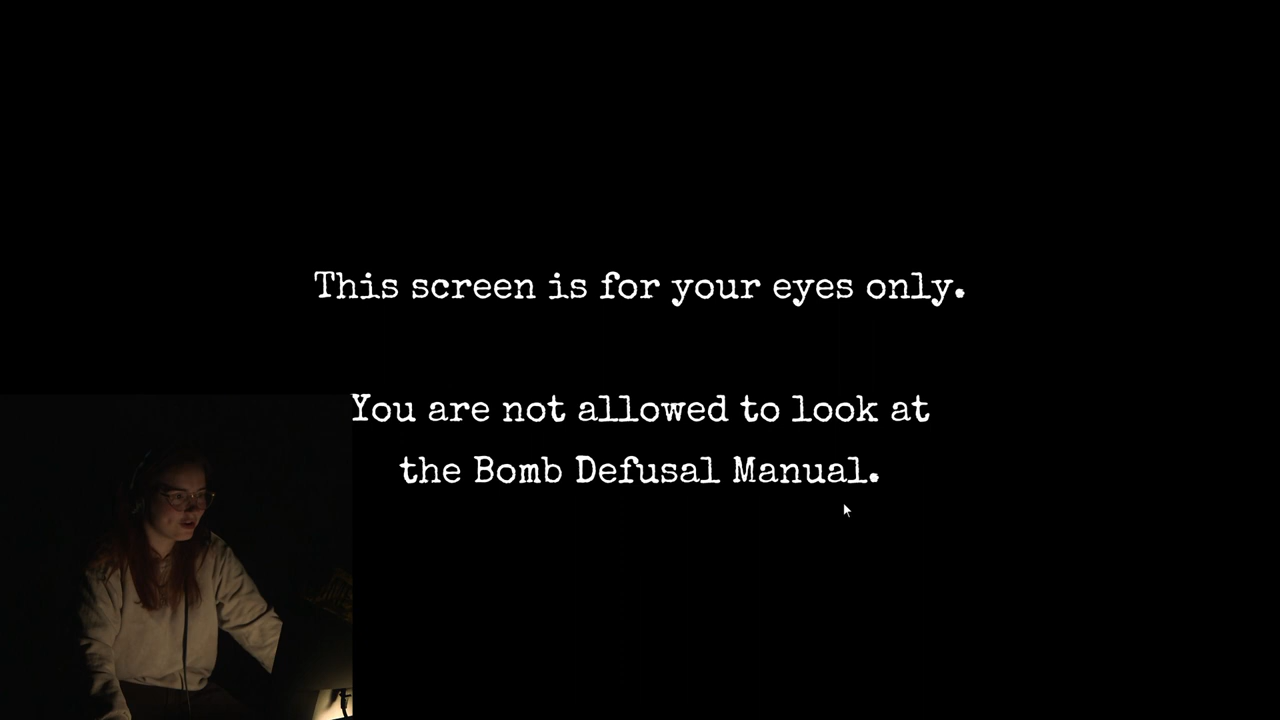 This screen is for your eyes only.
You are not allowed to look at
the Bomb Defusal Manual.